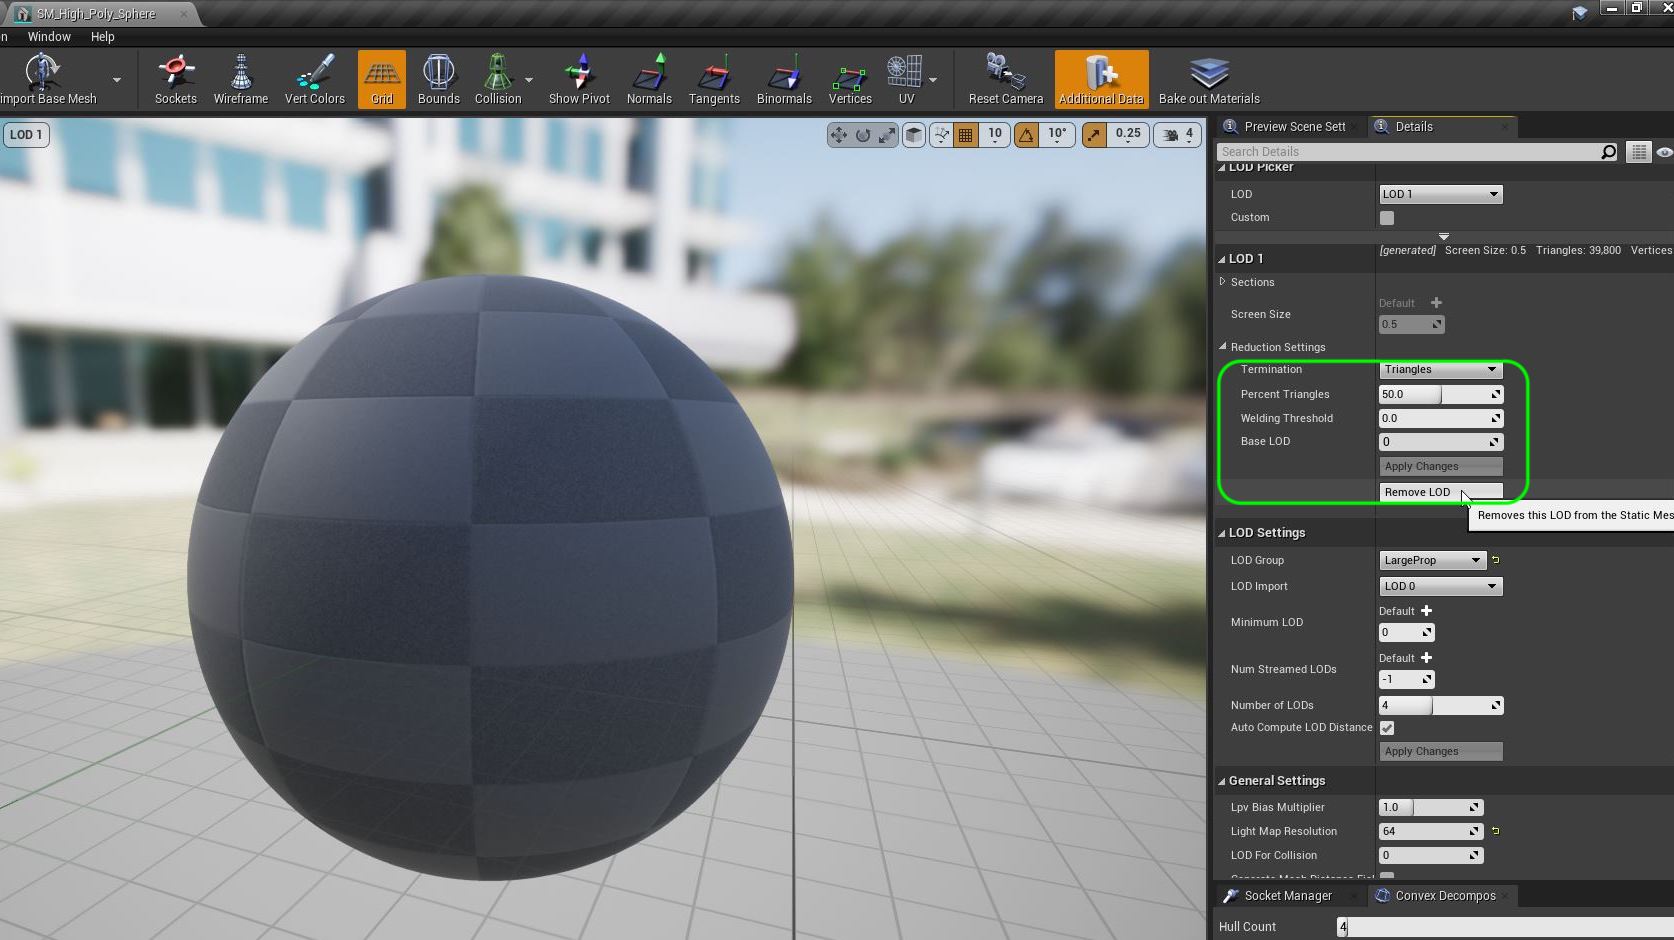 SM_High_Poly_Sphere
Window Help
import Base Mesh
Sockets
Wireframe
Vert Colors
Grid
Bounds
Collision
Show Pivot
Normals
Tangents
Binormals
Vertices
UV
Reset Camera
Additional Data
Bake out Materials
LOD 1
10
10°
0.25
4
Preview Scene Sett
Details
Search Details
LOD Picker
LOD LOD 1
Custom
[generated] Screen Size: 0.5 Triangles: 39,800 Vertices
LOD 1
Sections
Default
Screen Size
0.5
Reduction Settings
Termination Triangles
Percent Triangles 50.0
Welding Threshold 0.0
Base LOD 0
Apply Changes
Remove LOD
Removes this LOD from the Static Mes
LOD Settings
LOD Group LargeProp
LOD Import LOD 0
Default
Minimum LOD
0
Default
Num Streamed LODs
-1
Number of LODs 4
Auto Compute LOD Distance
Apply Changes
General Settings
Lpv Bias Multiplier 1.0
Light Map Resolution 64
LOD For Collision 0
Socket Manager
Convex Decompos
Hull Count 4